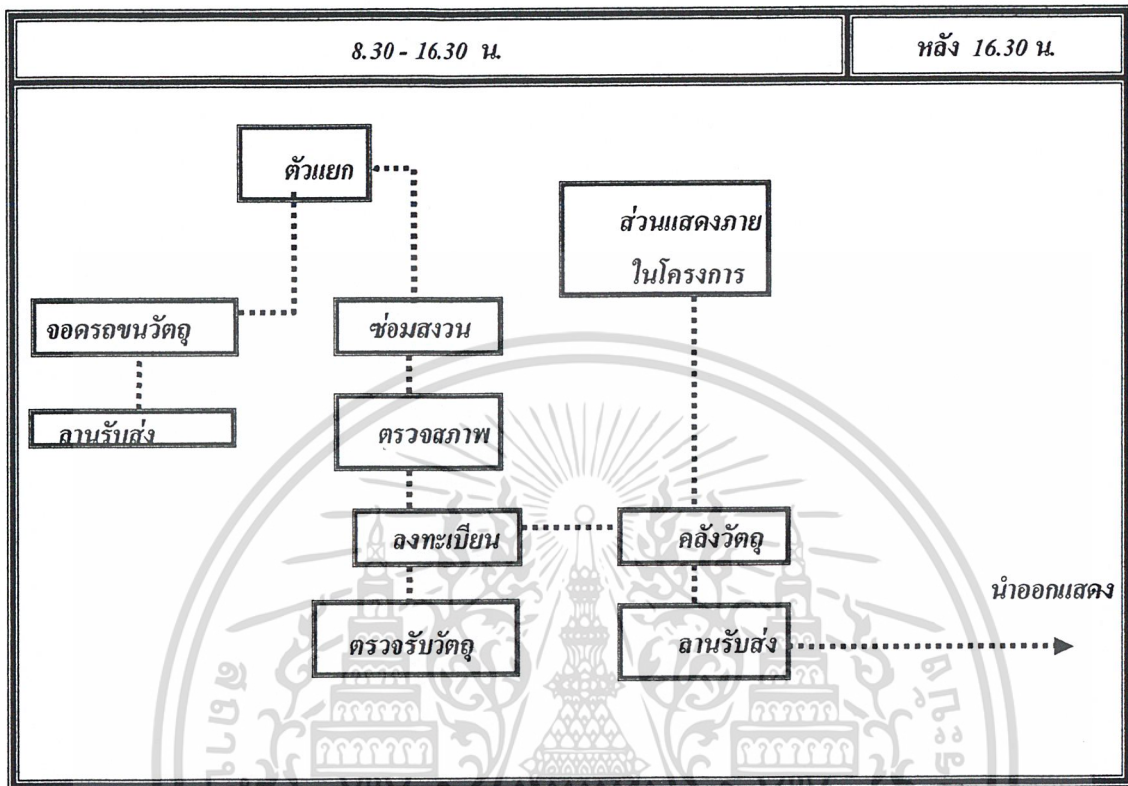 8.30 - 16.30 น.
หลัง 16.30 น.
ตัวแยก
ส่วนแสดงภาย
ในโครงการ
จอดรถขนวัตถุ
ซ่อมสงวน
ลานรับส่ง
ตรวจสภาพ
ลงทะเบียน
คลังวัตถุ
นำออกแสดง
ตรวจรับวัตถุ
ลานรับส่ง